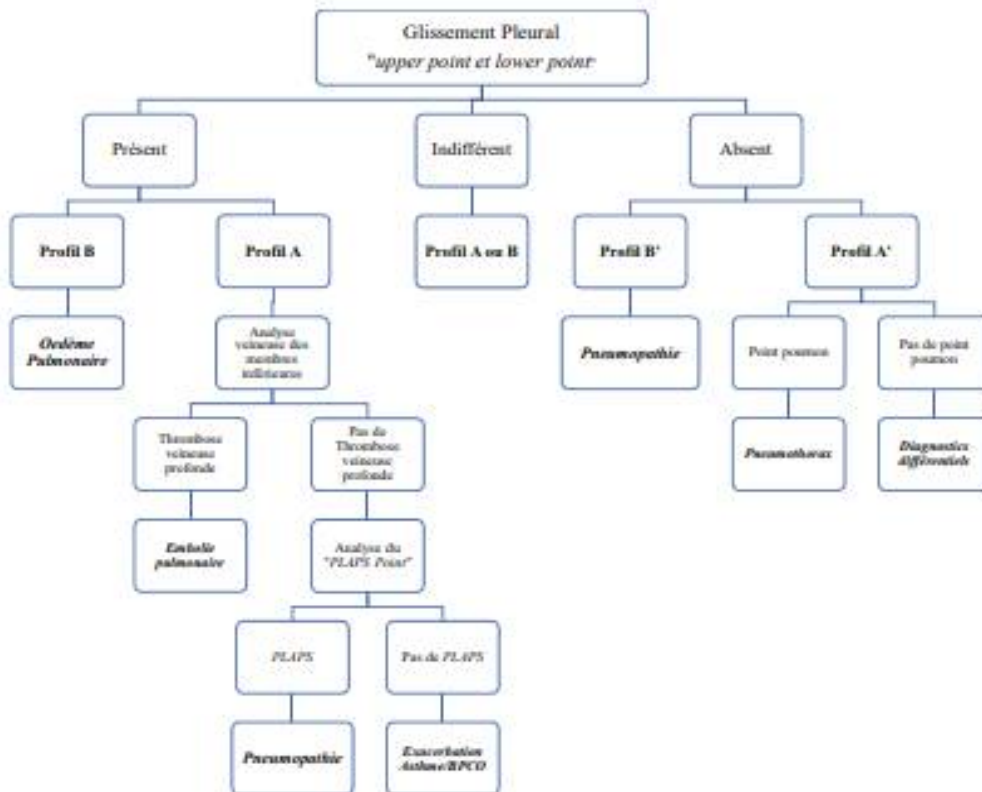 Glissement Pleural
"upper point et lower point"
Présent
Indifférent
Absent
Profil B
Profil A
Profil A ou B
Profil B'
Profil A'
Oedème
Pulmonaire
Analyse
veineuse des
membres
inférieures
Pneumopathie
Point poumon
Pas de point
poumon
Thrombose
veineuse
profonde
Pas de
Thrombose
veineuse
profonde
Pneumothorax
Diagnostics
différentiels
Embolie
pulmonaire
Analyse du
"PLAPS Point"
PLAPS
Pas de PLAPS
Pneumopathie
Exacerbation
Asthme/BPCO